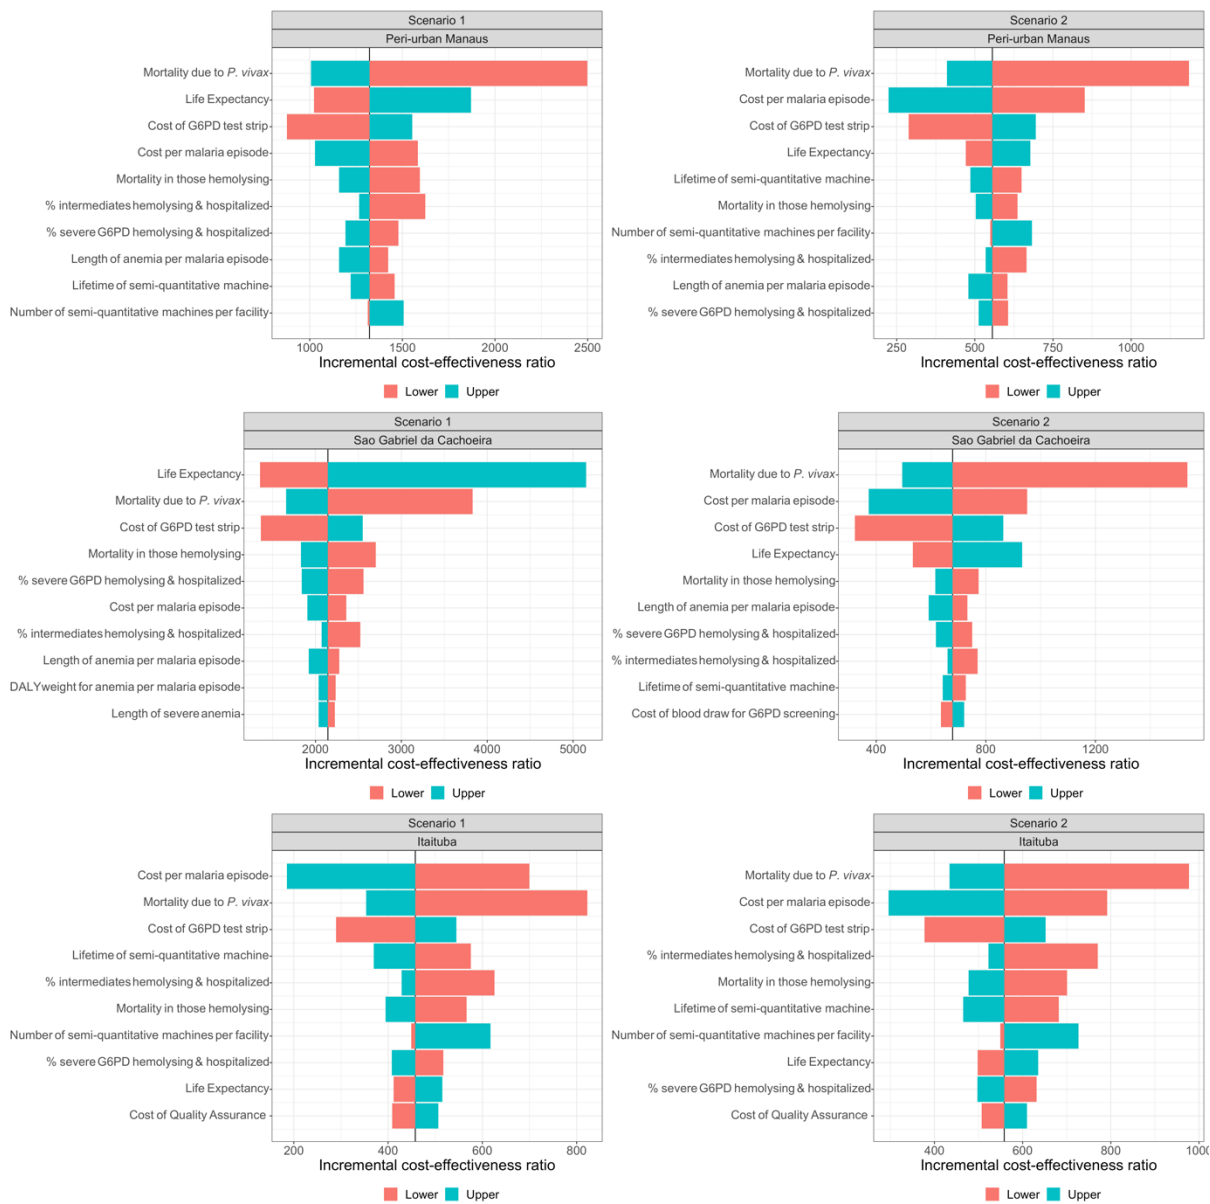 Scenario 1
Peri-urban Manaus
Mortality due to P. vivax
Life Expectancy
Cost of G6PD test strip
Cost per malaria episode
Mortality in those hemolysing
% intermediates hemolysing & hospitalized
% severe G6PD hemolysing & hospitalized
Length of anemia per malaria episode
Lifetime of semi-quantitative machine
Number of semi-quantitative machines per facility
1000 1500 2000 2500
Incremental cost-effectiveness ratio
Lower Upper
Scenario 2
Peri-urban Manaus
Mortality due to P. vivax
Cost per malaria episode
Cost of G6PD test strip
Life Expectancy
Lifetime of semi-quantitative machine
Mortality in those hemolysing
Number of semi-quantitative machines per facility
% intermediates hemolysing & hospitalized
Length of anemia per malaria episode
% severe G6PD hemolysing & hospitalized
250 500 750 1000
Incremental cost-effectiveness ratio
Lower Upper
Scenario 1
Sao Gabriel da Cachoeira
Life Expectancy
Mortality due to P. vivax
Cost of G6PD test strip
Mortality in those hemolysing
% severe G6PD hemolysing & hospitalized
Cost per malaria episode
% intermediates hemolysing & hospitalized
Length of anemia per malaria episode
DALY weight for anemia per malaria episode
Length of severe anemia
2000 3000 4000 5000
Incremental cost-effectiveness ratio
Lower Upper
Scenario 2
Sao Gabriel da Cachoeira
Mortality due to P. vivax
Cost per malaria episode
Cost of G6PD test strip
Life Expectancy
Mortality in those hemolysing
Length of anemia per malaria episode
% severe G6PD hemolysing & hospitalized
% intermediates hemolysing & hospitalized
Lifetime of semi-quantitative machine
Cost of blood draw for G6PD screening
400 800 1200
Incremental cost-effectiveness ratio
Lower Upper
Scenario 1
Itaituba
Cost per malaria episode
Mortality due to P. vivax
Cost of G6PD test strip
Lifetime of semi-quantitative machine
% intermediates hemolysing & hospitalized
Mortality in those hemolysing
Number of semi-quantitative machines per facility
% severe G6PD hemolysing & hospitalized
Life Expectancy
Cost of Quality Assurance
200 400 600 800
Incremental cost-effectiveness ratio
Lower Upper
Scenario 2
Itaituba
Mortality due to P. vivax
Cost per malaria episode
Cost of G6PD test strip
% intermediates hemolysing & hospitalized
Mortality in those hemolysing
Lifetime of semi-quantitative machine
Number of semi-quantitative machines per facility
Life Expectancy
% severe G6PD hemolysing & hospitalized
Cost of Quality Assurance
400 600 800 1000
Incremental cost-effectiveness ratio
Lower Upper